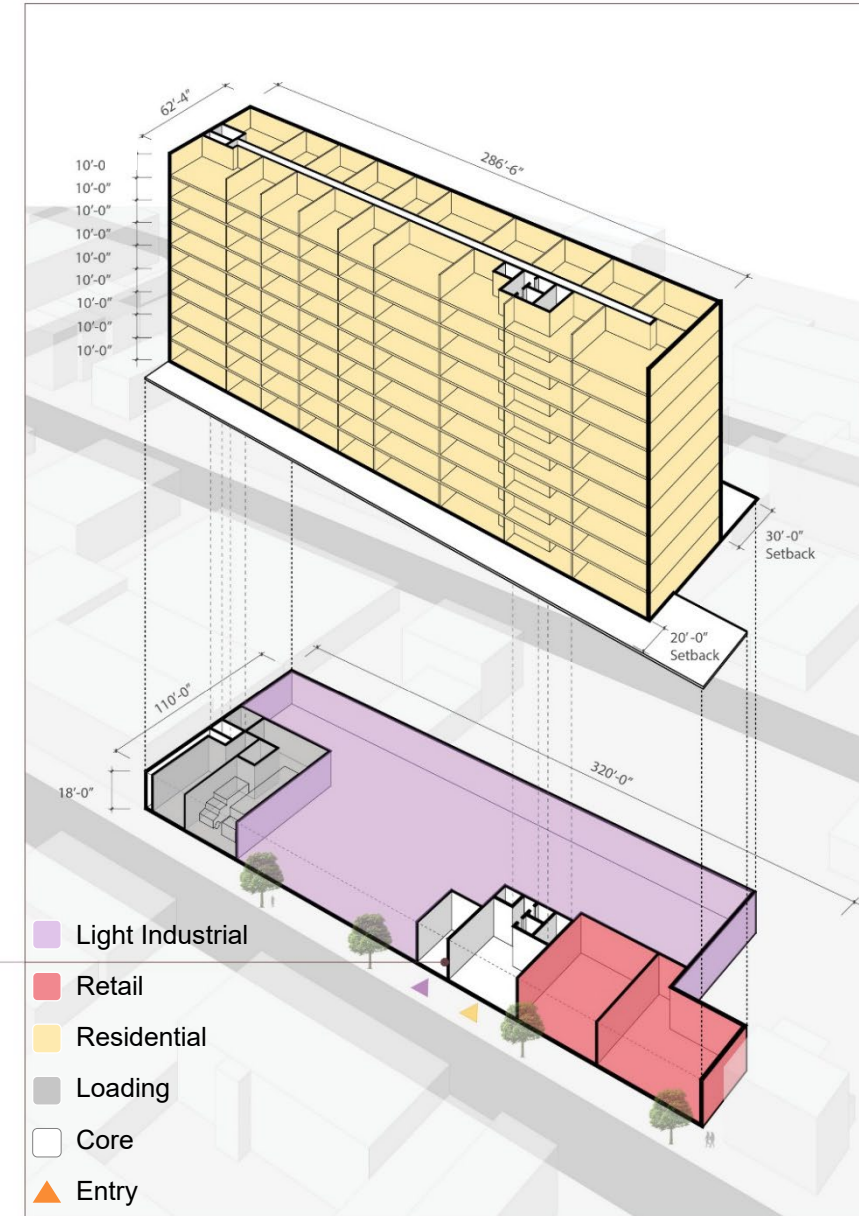 62'-4"
286'-6"
10'-0
10'-0"
10'-0"
10'-0"
10'-0"
10'-0"
10'-0"
10'-0"
10'-0"
30'-0"
Setback
20'-0"
Setback
110'-0"
320'-0"
18'-0"
Light Industrial
Retail
Residential
Loading
Core
Entry